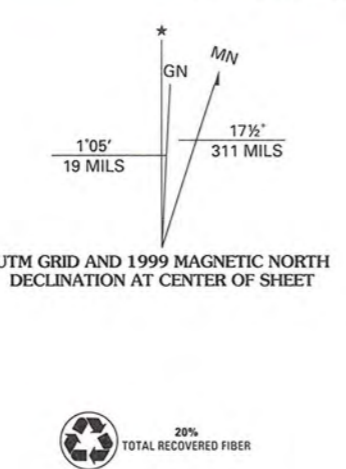 ★
GN
MN
1°05′
19 MILS
17½°
311 MILS
UTM GRID AND 1999 MAGNETIC NORTH
DECLINATION AT CENTER OF SHEET
20%
TOTAL RECOVERED FIBER